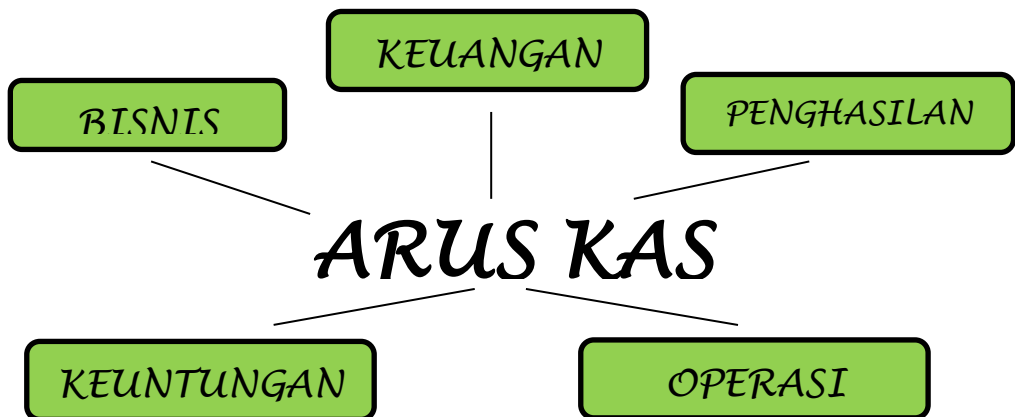 KEUANGAN
BISNIS
PENGHASILAN
ARUS KAS
KEUNTUNGAN
OPERASI